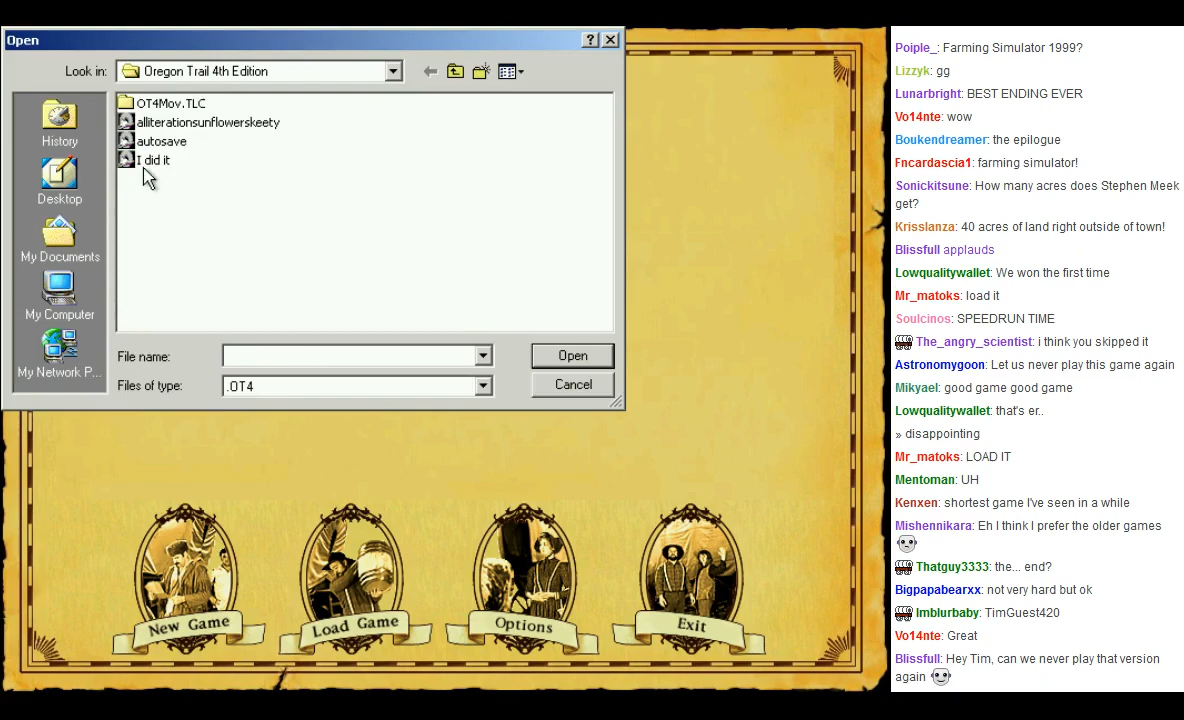 Open
Look in:
Oregon Trail 4th Edition
History
Desktop
My Documents
My Computer
My Network P...
OT4Mov.TLC
alliterationsunflowerskeety
autosave
I did it
File name:
Open
Files of type:
.OT4
Cancel
New Game
Load Game
Options
Exit
Poiple_: Farming Simulator 1999?
Lizzyk: gg
Lunarbright: BEST ENDING EVER
Vo14nte: wow
Boukendreamer: the epilogue
Fncardascia1: farming simulator!
Sonickitsune: How many acres does Stephen Meek
get?
Krisslanza: 40 acres of land right outside of town!
Blissfull applauds
Lowqualitywallet: We won the first time
Mr_matoks: load it
Soulcinos: SPEEDRUN TIME
The_angry_scientist: i think you skipped it
Astronomygoon: Let us never play this game again
Mikyael: good game good game
Lowqualitywallet: that's er..
» disappointing
Mr_matoks: LOAD IT
Mentoman: UH
Kenxen: shortest game I've seen in a while
Mishennikara: Eh I think I prefer the older games
Thatguy3333: the... end?
Bigpapabearxx: not very hard but ok
Imblurbaby: TimGuest420
Vo14nte: Great
Blissfull: Hey Tim, can we never play that version
again